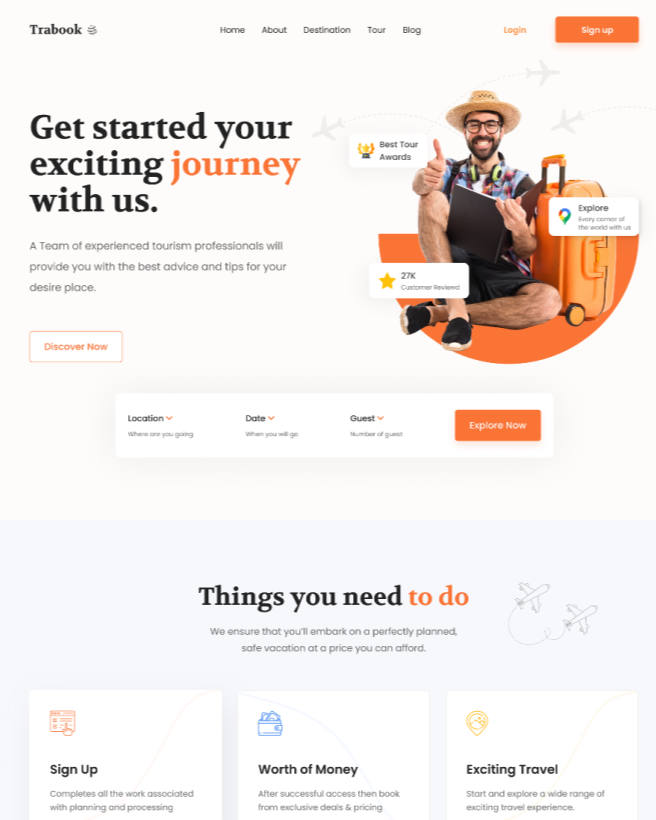 Trabook
Home About Destination Tour Blog
Login
Sign up
Get started your
exciting journey
with us.
A Team of experienced tourism professionals will
provide you with the best advice and tips for your
desire place.
Discover Now
Best Tour
Awards
Explore
Every corner of
the world with us
27K
Customer Reviewed
Location
Where are you going
Date
When you will go
Guest
Number of guest
Explore Now
Things you need to do
We ensure that you'll embark on a perfectly planned,
safe vacation at a price you can afford.
Sign Up
Completes all the work associated
with planning and processing
Worth of Money
After successful access then book
from exclusive deals & pricing
Exciting Travel
Start and explore a wide range of
exciting travel experience.